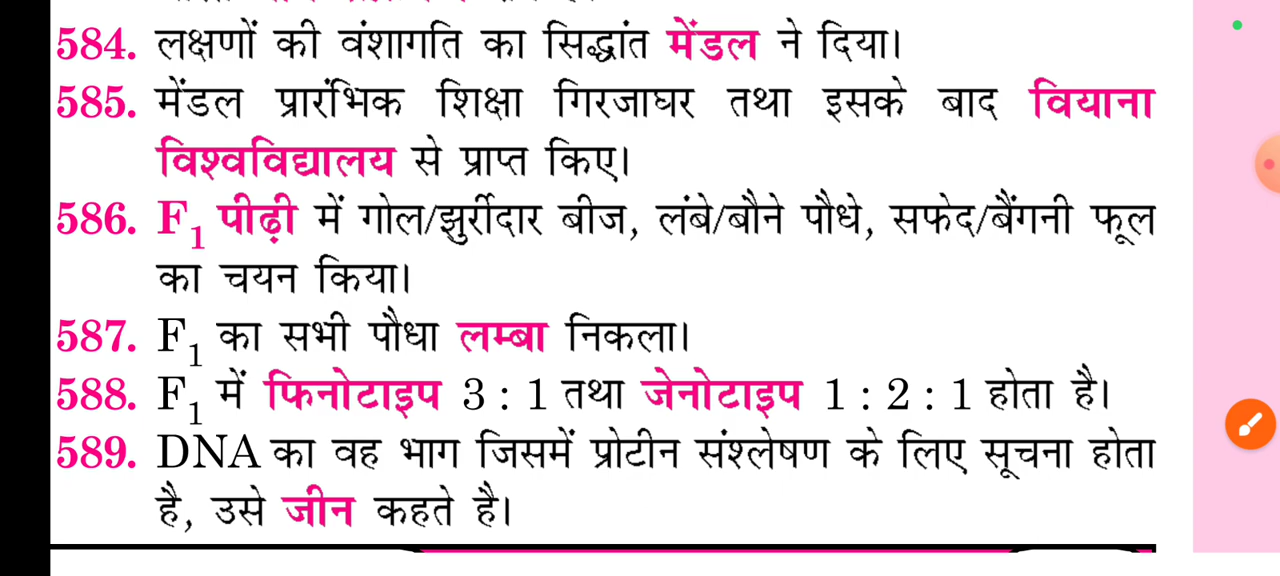 584. लक्षणों की वंशागति का सिद्धांत मेंडल ने दिया।
585. मेंडल प्रारंभिक शिक्षा गिरजाघर तथा इसके बाद वियाना
विश्वविद्यालय से प्राप्त किए।
586. F₁ पीढ़ी में गोल/झुर्रीदार बीज, लंबे/बौने पौधे, सफेद/बैंगनी फूल
का चयन किया।
587. F₁ का सभी पौधा लम्बा निकला।
588. F₁ में फिनोटाइप 3 : 1 तथा जेनोटाइप 1 : 2 : 1 होता है।
589. DNA का वह भाग जिसमें प्रोटीन संश्लेषण के लिए सूचना होता
है, उसे जीन कहते है।